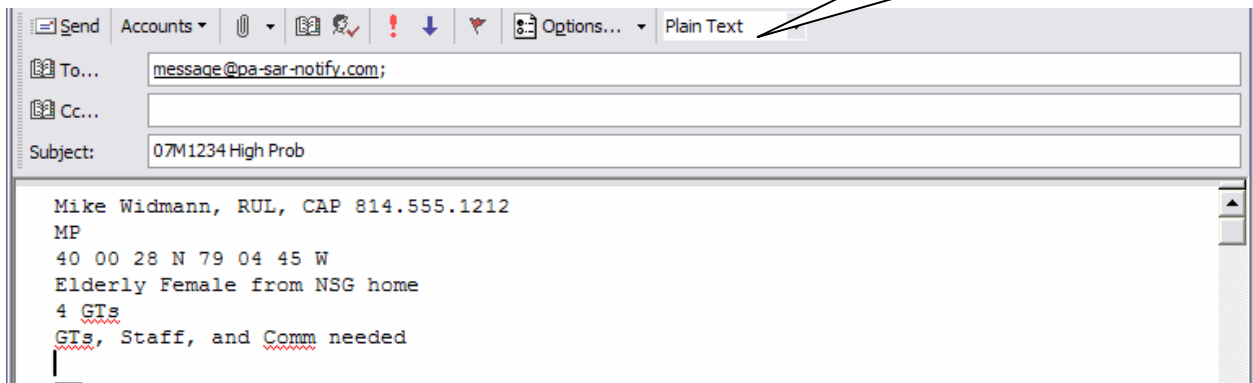 Send Accounts Options... Plain Text
To... message@pa-sar-notify.com;
Cc...
Subject: 07M1234 High Prob
Mike Widmann, RUL, CAP 814.555.1212
MP
40 00 28 N 79 04 45 W
Elderly Female from NSG home
4 GTs
GTs, Staff, and Comm needed